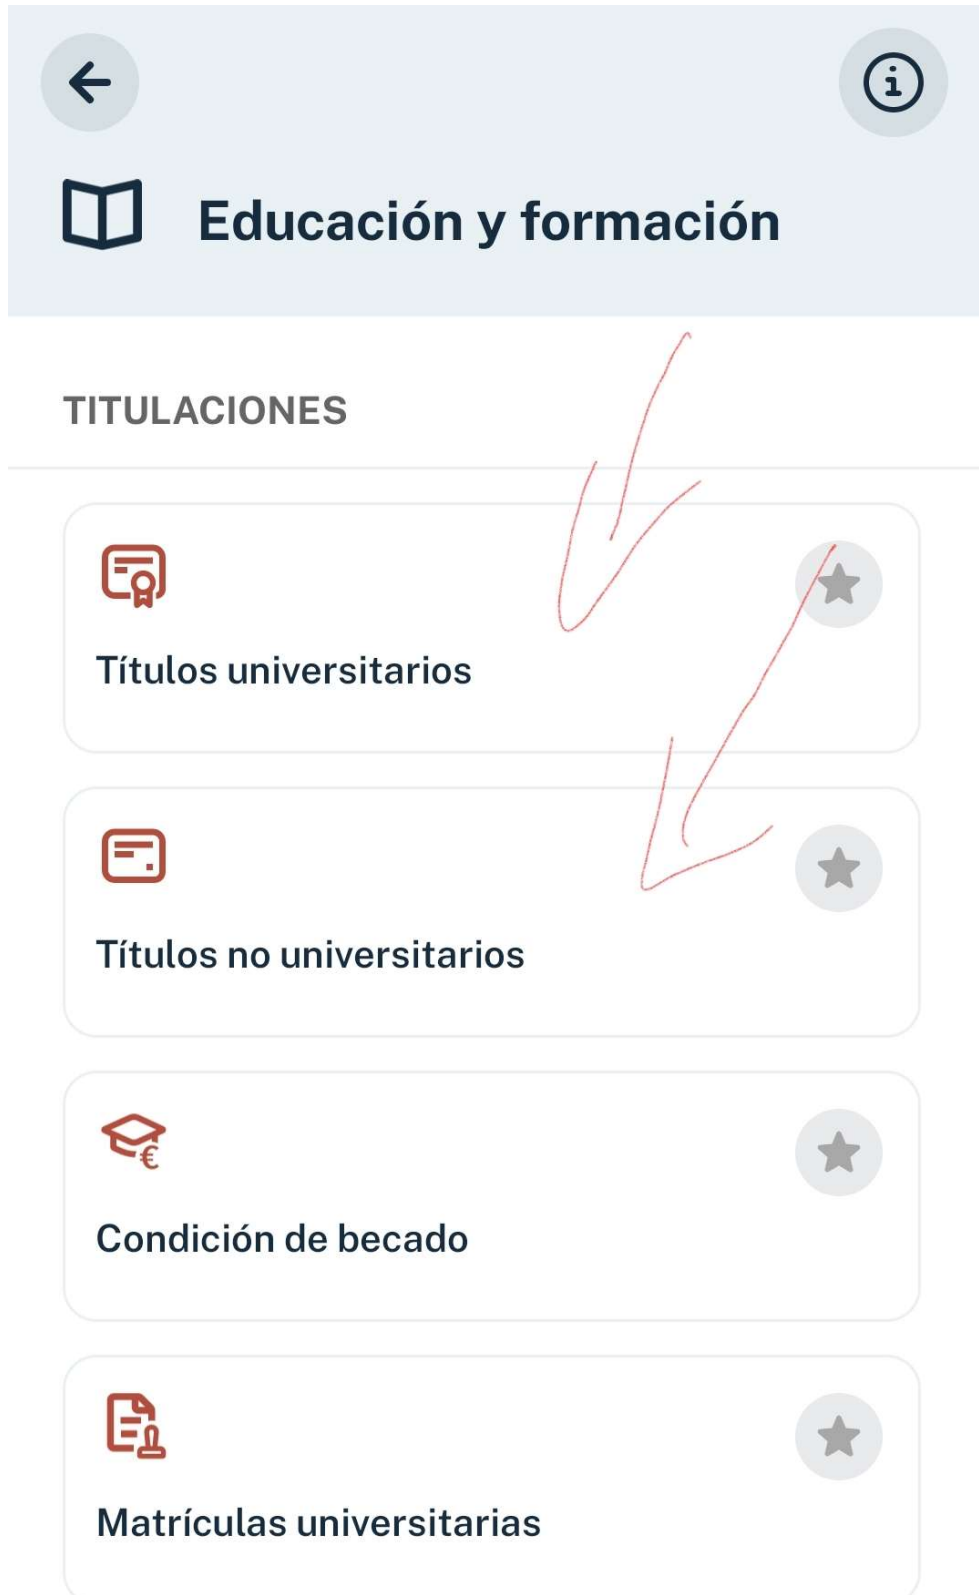 Educación y formación
TITULACIONES
Títulos universitarios
Títulos no universitarios
Condición de becado
Matrículas universitarias